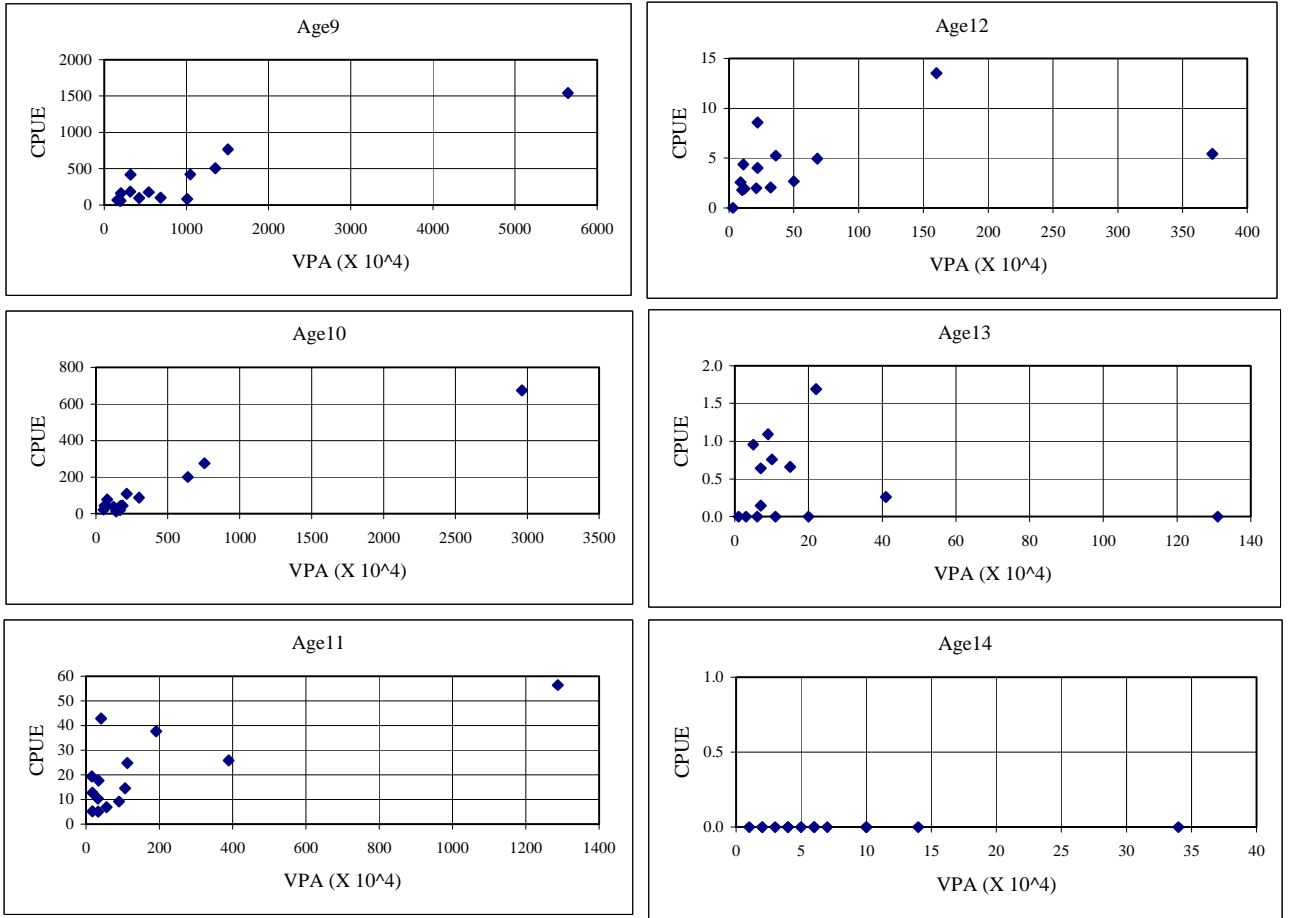 Age9
2000
1500
1000
500
0
CPUE
0 1000 2000 3000 4000 5000 6000
VPA (X 10^4)
Age12
15
10
5
0
CPUE
0 50 100 150 200 250 300 350 400
VPA (X 10^4)
Age10
800
600
400
200
0
CPUE
0 500 1000 1500 2000 2500 3000 3500
VPA (X 10^4)
Age13
2.0
1.5
1.0
0.5
0.0
CPUE
0 20 40 60 80 100 120 140
VPA (X 10^4)
Age11
60
50
40
30
20
10
0
CPUE
0 200 400 600 800 1000 1200 1400
VPA (X 10^4)
Age14
1.0
0.5
0.0
CPUE
0 5 10 15 20 25 30 35 40
VPA (X 10^4)